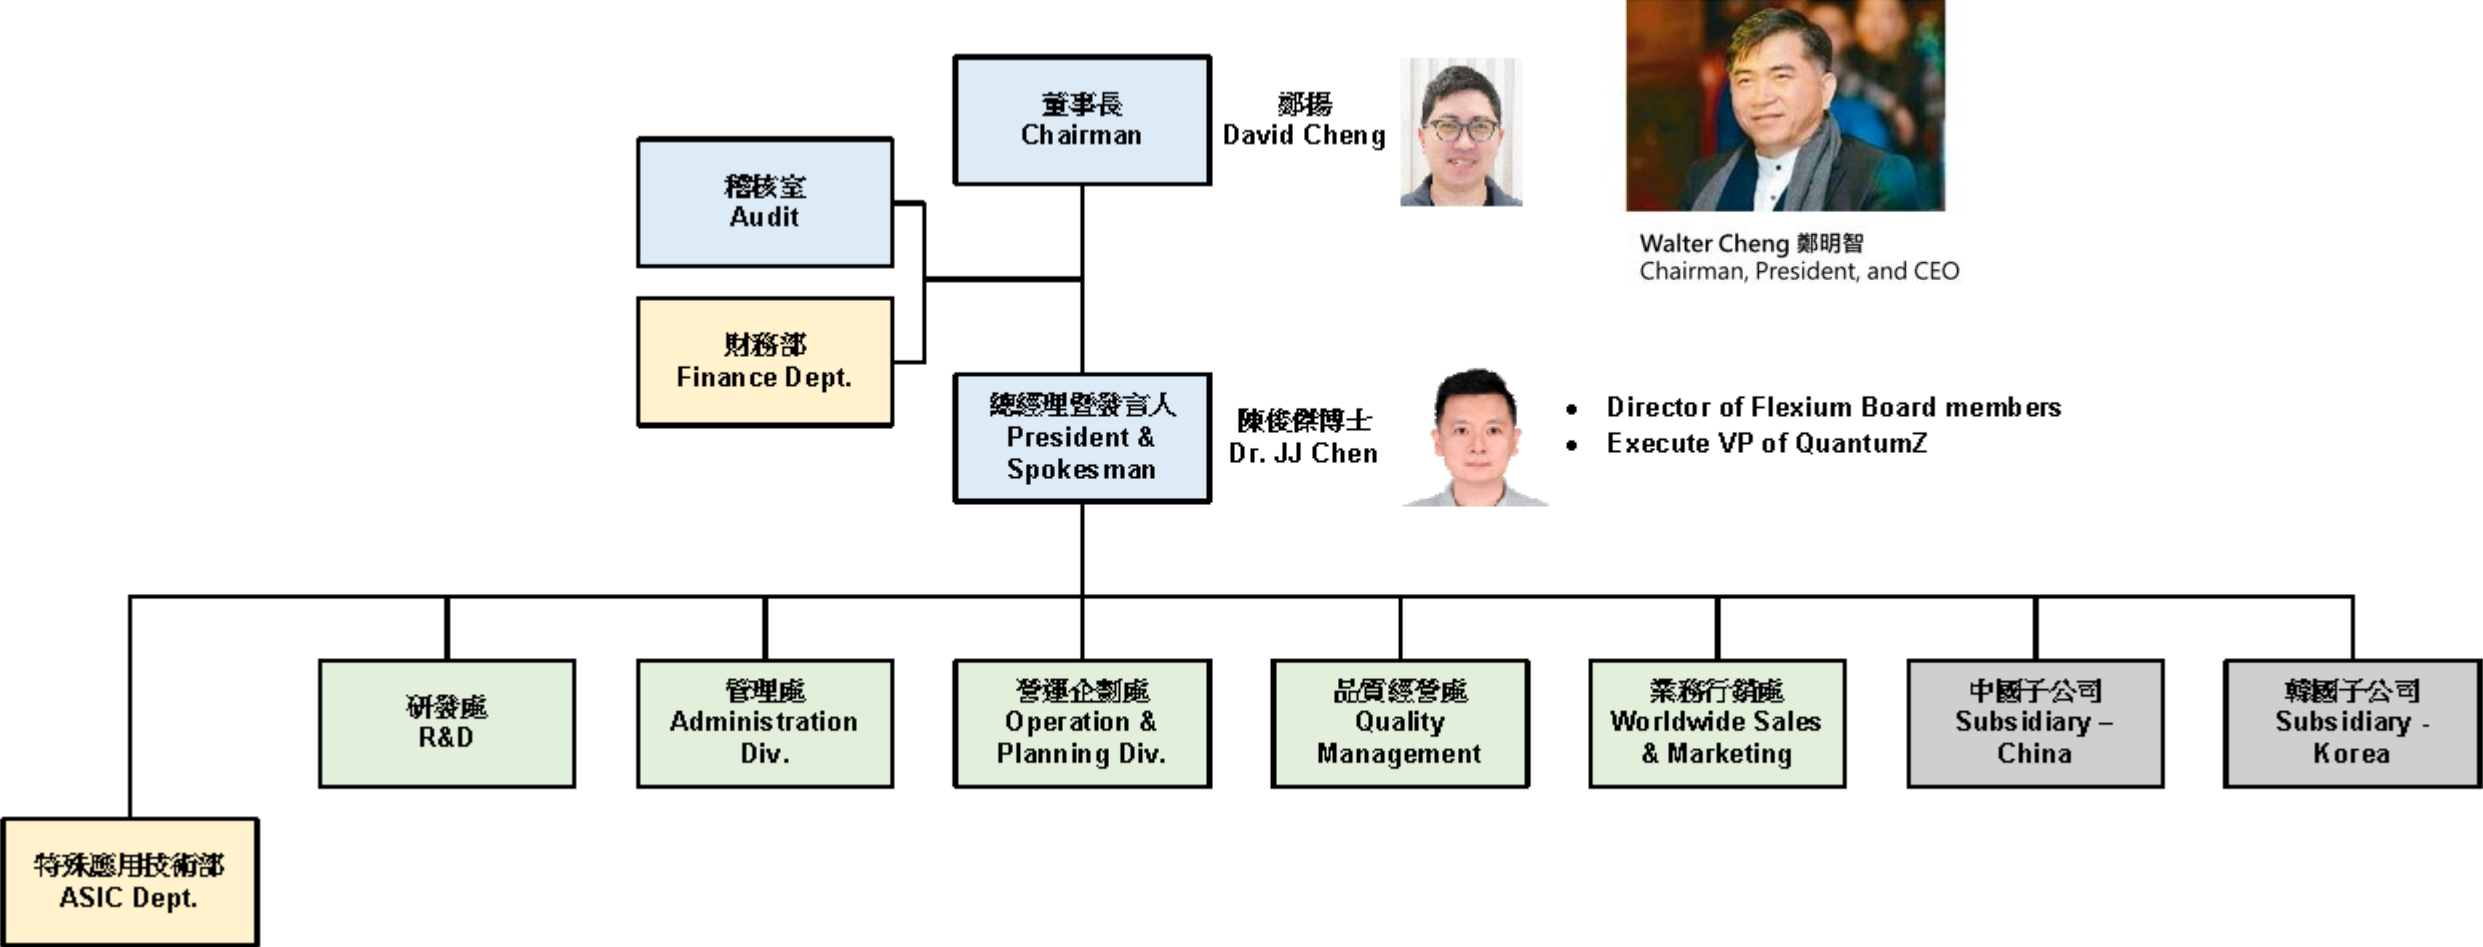 董事長
Chairman
鄭揚
David Cheng
Walter Cheng 鄭明智
Chairman, President, and CEO
稽核室
Audit
財務部
Finance Dept.
總經理暨發言人
President &
Spokesman
陳俊傑博士
Dr. JJ Chen
• Director of Flexium Board members
• Execute VP of QuantumZ
研發處
R&D
管理處
Administration
Div.
營運企劃處
Operation &
Planning Div.
品質經營處
Quality
Management
業務行銷處
Worldwide Sales
& Marketing
中國子公司
Subsidiary –
China
韓國子公司
Subsidiary -
Korea
特殊應用技術部
ASIC Dept.